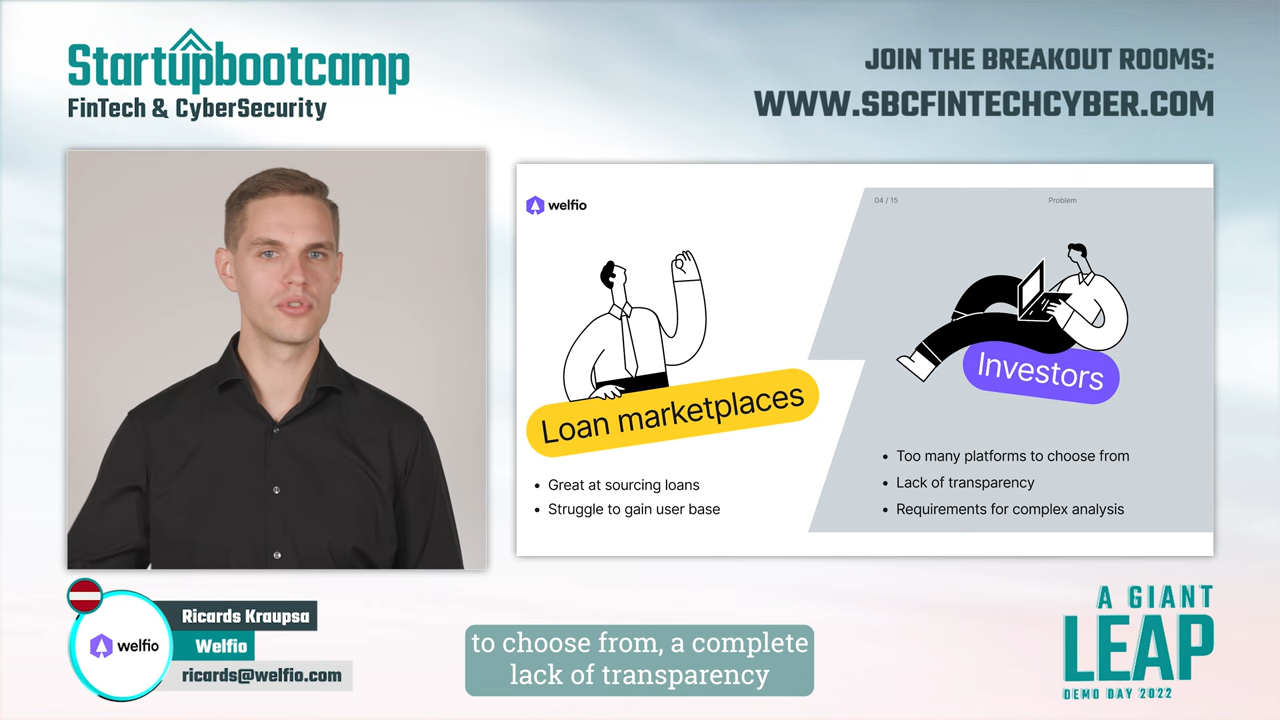 Startupbootcamp
FinTech & CyberSecurity
JOIN THE BREAKOUT ROOMS:
WWW.SBCFINTECHCYBER.COM
welfio
04 / 15
Problem
Loan marketplaces
Great at sourcing loans
Struggle to gain user base
Investors
Too many platforms to choose from
Lack of transparency
Requirements for complex analysis
welfio
Ricards Kraupsa
Welfio
ricards@welfio.com
to choose from, a complete
lack of transparency
A GIANT
LEAP
DEMO DAY 2022